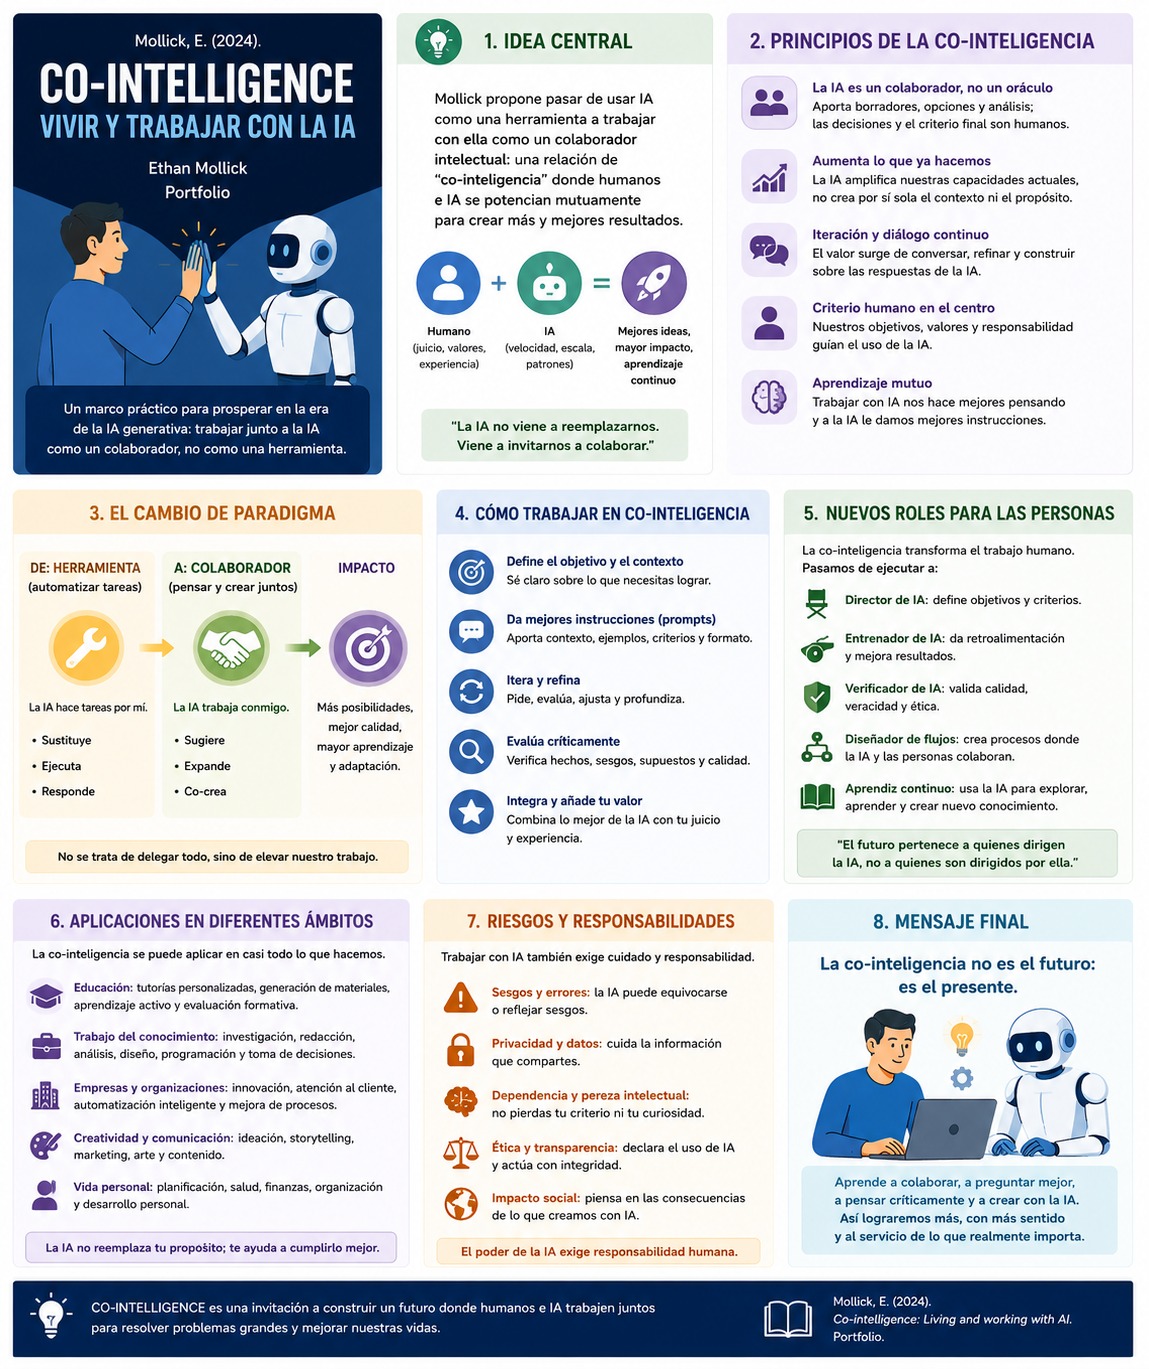 Mollick, E. (2024).
CO-INTELLIGENCE
VIVIR Y TRABAJAR CON LA IA
Ethan Mollick
Portfolio
Un marco práctico para prosperar en la era
de la IA generativa: trabajar junto a la IA
como un colaborador, no como una herramienta.
1. IDEA CENTRAL
Mollick propone pasar de usar IA
como una herramienta a trabajar
con ella como un colaborador
intelectual: una relación de
“co-inteligencia” donde humanos
e IA se potencian mutuamente
para crear más y mejores resultados.
+
=
Humano
(juicio, valores,
experiencia)
IA
(velocidad, escala,
patrones)
Mejores ideas,
mayor impacto,
aprendizaje
continuo
“La IA no viene a reemplazarnos.
Viene a invitarnos a colaborar.”
2. PRINCIPIOS DE LA CO-INTELIGENCIA
La IA es un colaborador, no un oráculo
Aporta borradores, opciones y análisis;
las decisiones y el criterio final son humanos.
Aumenta lo que ya hacemos
La IA amplifica nuestras capacidades actuales,
no crea por sí sola el contexto ni el propósito.
Iteración y diálogo continuo
El valor surge de conversar, refinar y construir
sobre las respuestas de la IA.
Criterio humano en el centro
Nuestros objetivos, valores y responsabilidad
guían el uso de la IA.
Aprendizaje mutuo
Trabajar con IA nos hace mejores pensando
y a la IA le damos mejores instrucciones.
3. EL CAMBIO DE PARADIGMA
DE: HERRAMIENTA
(automatizar tareas)
La IA hace tareas por mí.
• Sustituye
• Ejecuta
• Responde
A: COLABORADOR
(pensar y crear juntos)
La IA trabaja conmigo.
• Sugiere
• Expande
• Co-crea
IMPACTO
Más posibilidades,
mejor calidad,
mayor aprendizaje
y adaptación.
No se trata de delegar todo, sino de elevar nuestro trabajo.
4. CÓMO TRABAJAR EN CO-INTELIGENCIA
Define el objetivo y el contexto
Sé claro sobre lo que necesitas lograr.
Da mejores instrucciones (prompts)
Aporta contexto, ejemplos, criterios y formato.
Itera y refina
Pide, evalúa, ajusta y profundiza.
Evalúa críticamente
Verifica hechos, sesgos, supuestos y calidad.
Integra y añade tu valor
Combina lo mejor de la IA con tu juicio
y experiencia.
5. NUEVOS ROLES PARA LAS PERSONAS
La co-inteligencia transforma el trabajo humano.
Pasamos de ejecutar a:
Director de IA: define objetivos y criterios.
Entrenador de IA: da retroalimentación
y mejora resultados.
Verificador de IA: valida calidad,
veracidad y ética.
Diseñador de flujos: crea procesos donde
la IA y las personas colaboran.
Aprendiz continuo: usa la IA para explorar,
aprender y crear nuevo conocimiento.
“El futuro pertenece a quienes dirigen
la IA, no a quienes son dirigidos por ella.”
6. APLICACIONES EN DIFERENTES ÁMBITOS
La co-inteligencia se puede aplicar en casi todo lo que hacemos.
Educación: tutorías personalizadas, generación de materiales,
aprendizaje activo y evaluación formativa.
Trabajo del conocimiento: investigación, redacción,
análisis, diseño, programación y toma de decisiones.
Empresas y organizaciones: innovación, atención al cliente,
automatización inteligente y mejora de procesos.
Creatividad y comunicación: ideación, storytelling,
marketing, arte y contenido.
Vida personal: planificación, salud, finanzas, organización
y desarrollo personal.
La IA no reemplaza tu propósito; te ayuda a cumplirlo mejor.
7. RIESGOS Y RESPONSABILIDADES
Trabajar con IA también exige cuidado y responsabilidad.
Sesgos y errores: la IA puede equivocarse
o reflejar sesgos.
Privacidad y datos: cuida la información
que compartes.
Dependencia y pereza intelectual:
no pierdas tu criterio ni tu curiosidad.
Ética y transparencia: declara el uso de IA
y actúa con integridad.
Impacto social: piensa en las consecuencias
de lo que creamos con IA.
El poder de la IA exige responsabilidad humana.
8. MENSAJE FINAL
La co-inteligencia no es el futuro:
es el presente.
Aprende a colaborar, a preguntar mejor,
a pensar críticamente y a crear con la IA.
Así lograremos más, con más sentido
y al servicio de lo que realmente importa.
CO-INTELLIGENCE es una invitación a construir un futuro donde humanos e IA trabajen juntos
para resolver problemas grandes y mejorar nuestras vidas.
Mollick, E. (2024).
Co-intelligence: Living and working with AI.
Portfolio.